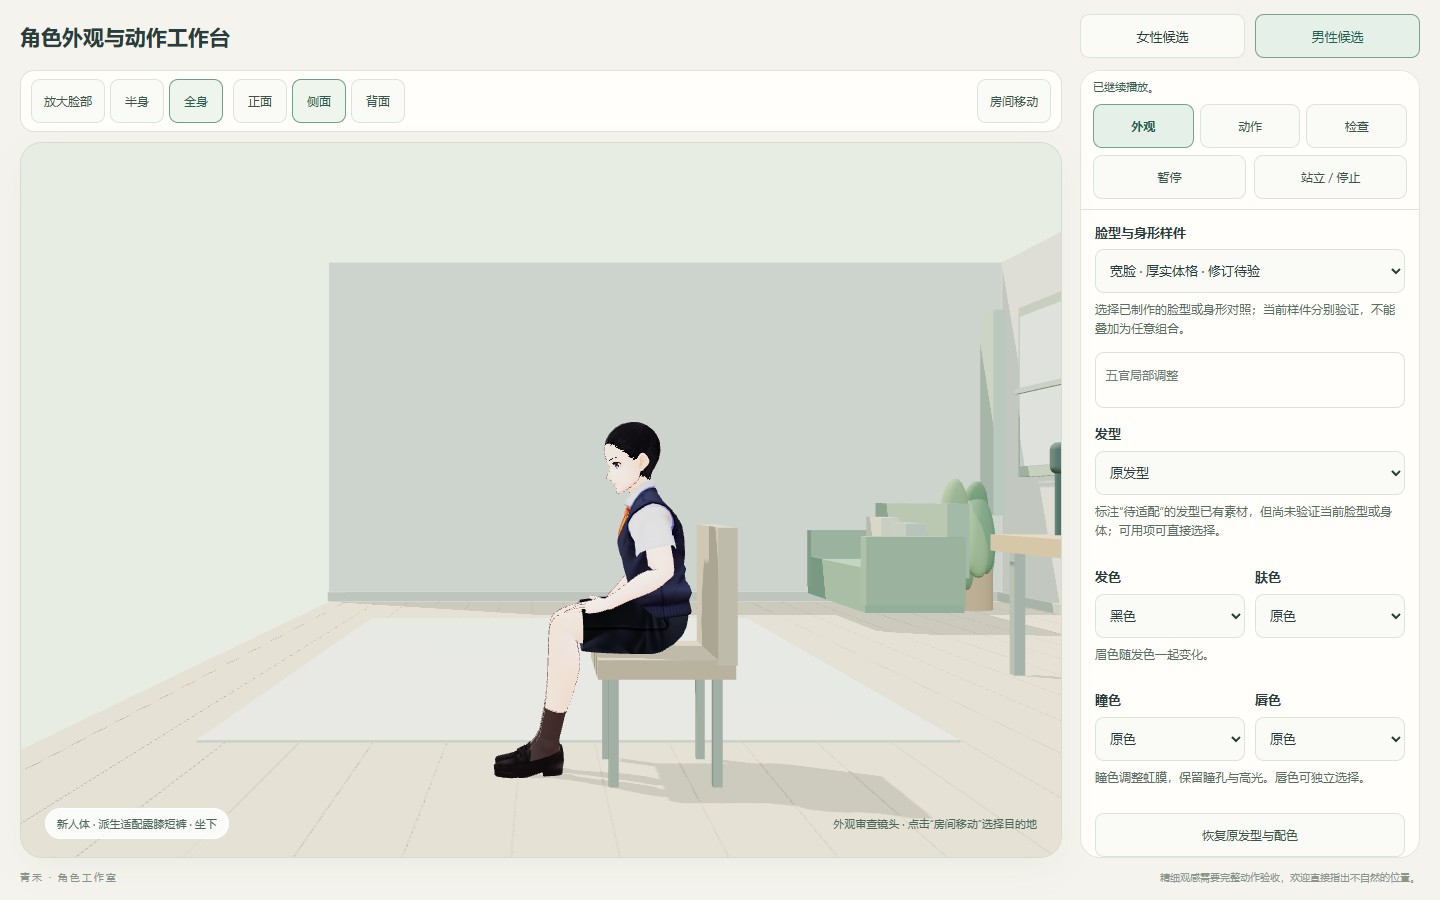 角色外观与动作工作台
女性候选
男性候选
放大脸部
半身
全身
正面
侧面
背面
房间移动
已继续播放。
外观
动作
检查
暂停
站立 / 停止
脸型与身形样件
宽脸 · 厚实体格 · 修订待验
选择已制作的脸型或身形对照；当前样件分别验证，不能
叠加为任意组合。
五官局部调整
发型
原发型
标注“待适配”的发型已有素材，但尚未验证当前脸型或身
体；可用项可直接选择。
发色
肤色
黑色
原色
眉色随发色一起变化。
瞳色
唇色
原色
原色
瞳色调整虹膜，保留瞳孔与高光。唇色可独立选择。
恢复原发型与配色
新人体 · 派生适配露膝短裤 · 坐下
外观审查镜头 · 点击“房间移动”选择目的地
青禾 · 角色工作室
精细观感需要完整动作验收，欢迎直接指出不自然的位置。